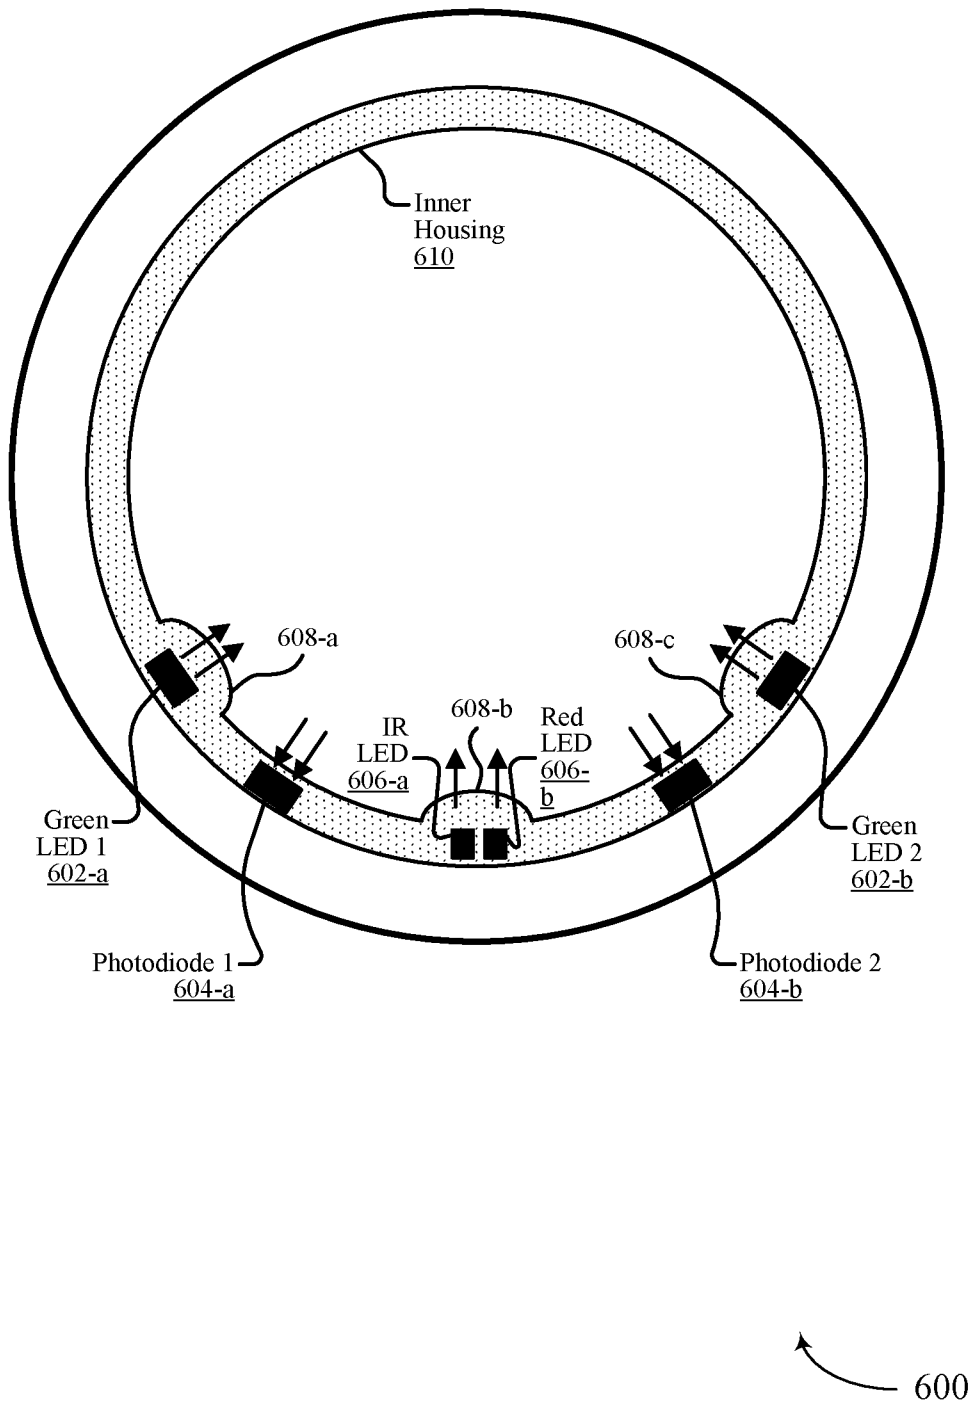 Inner
Housing
610
608-a
608-c
608-b
IR
LED
606-a
Red
LED
606-
b
Green
LED 1
602-a
Green
LED 2
602-b
Photodiode 1
604-a
Photodiode 2
604-b
600